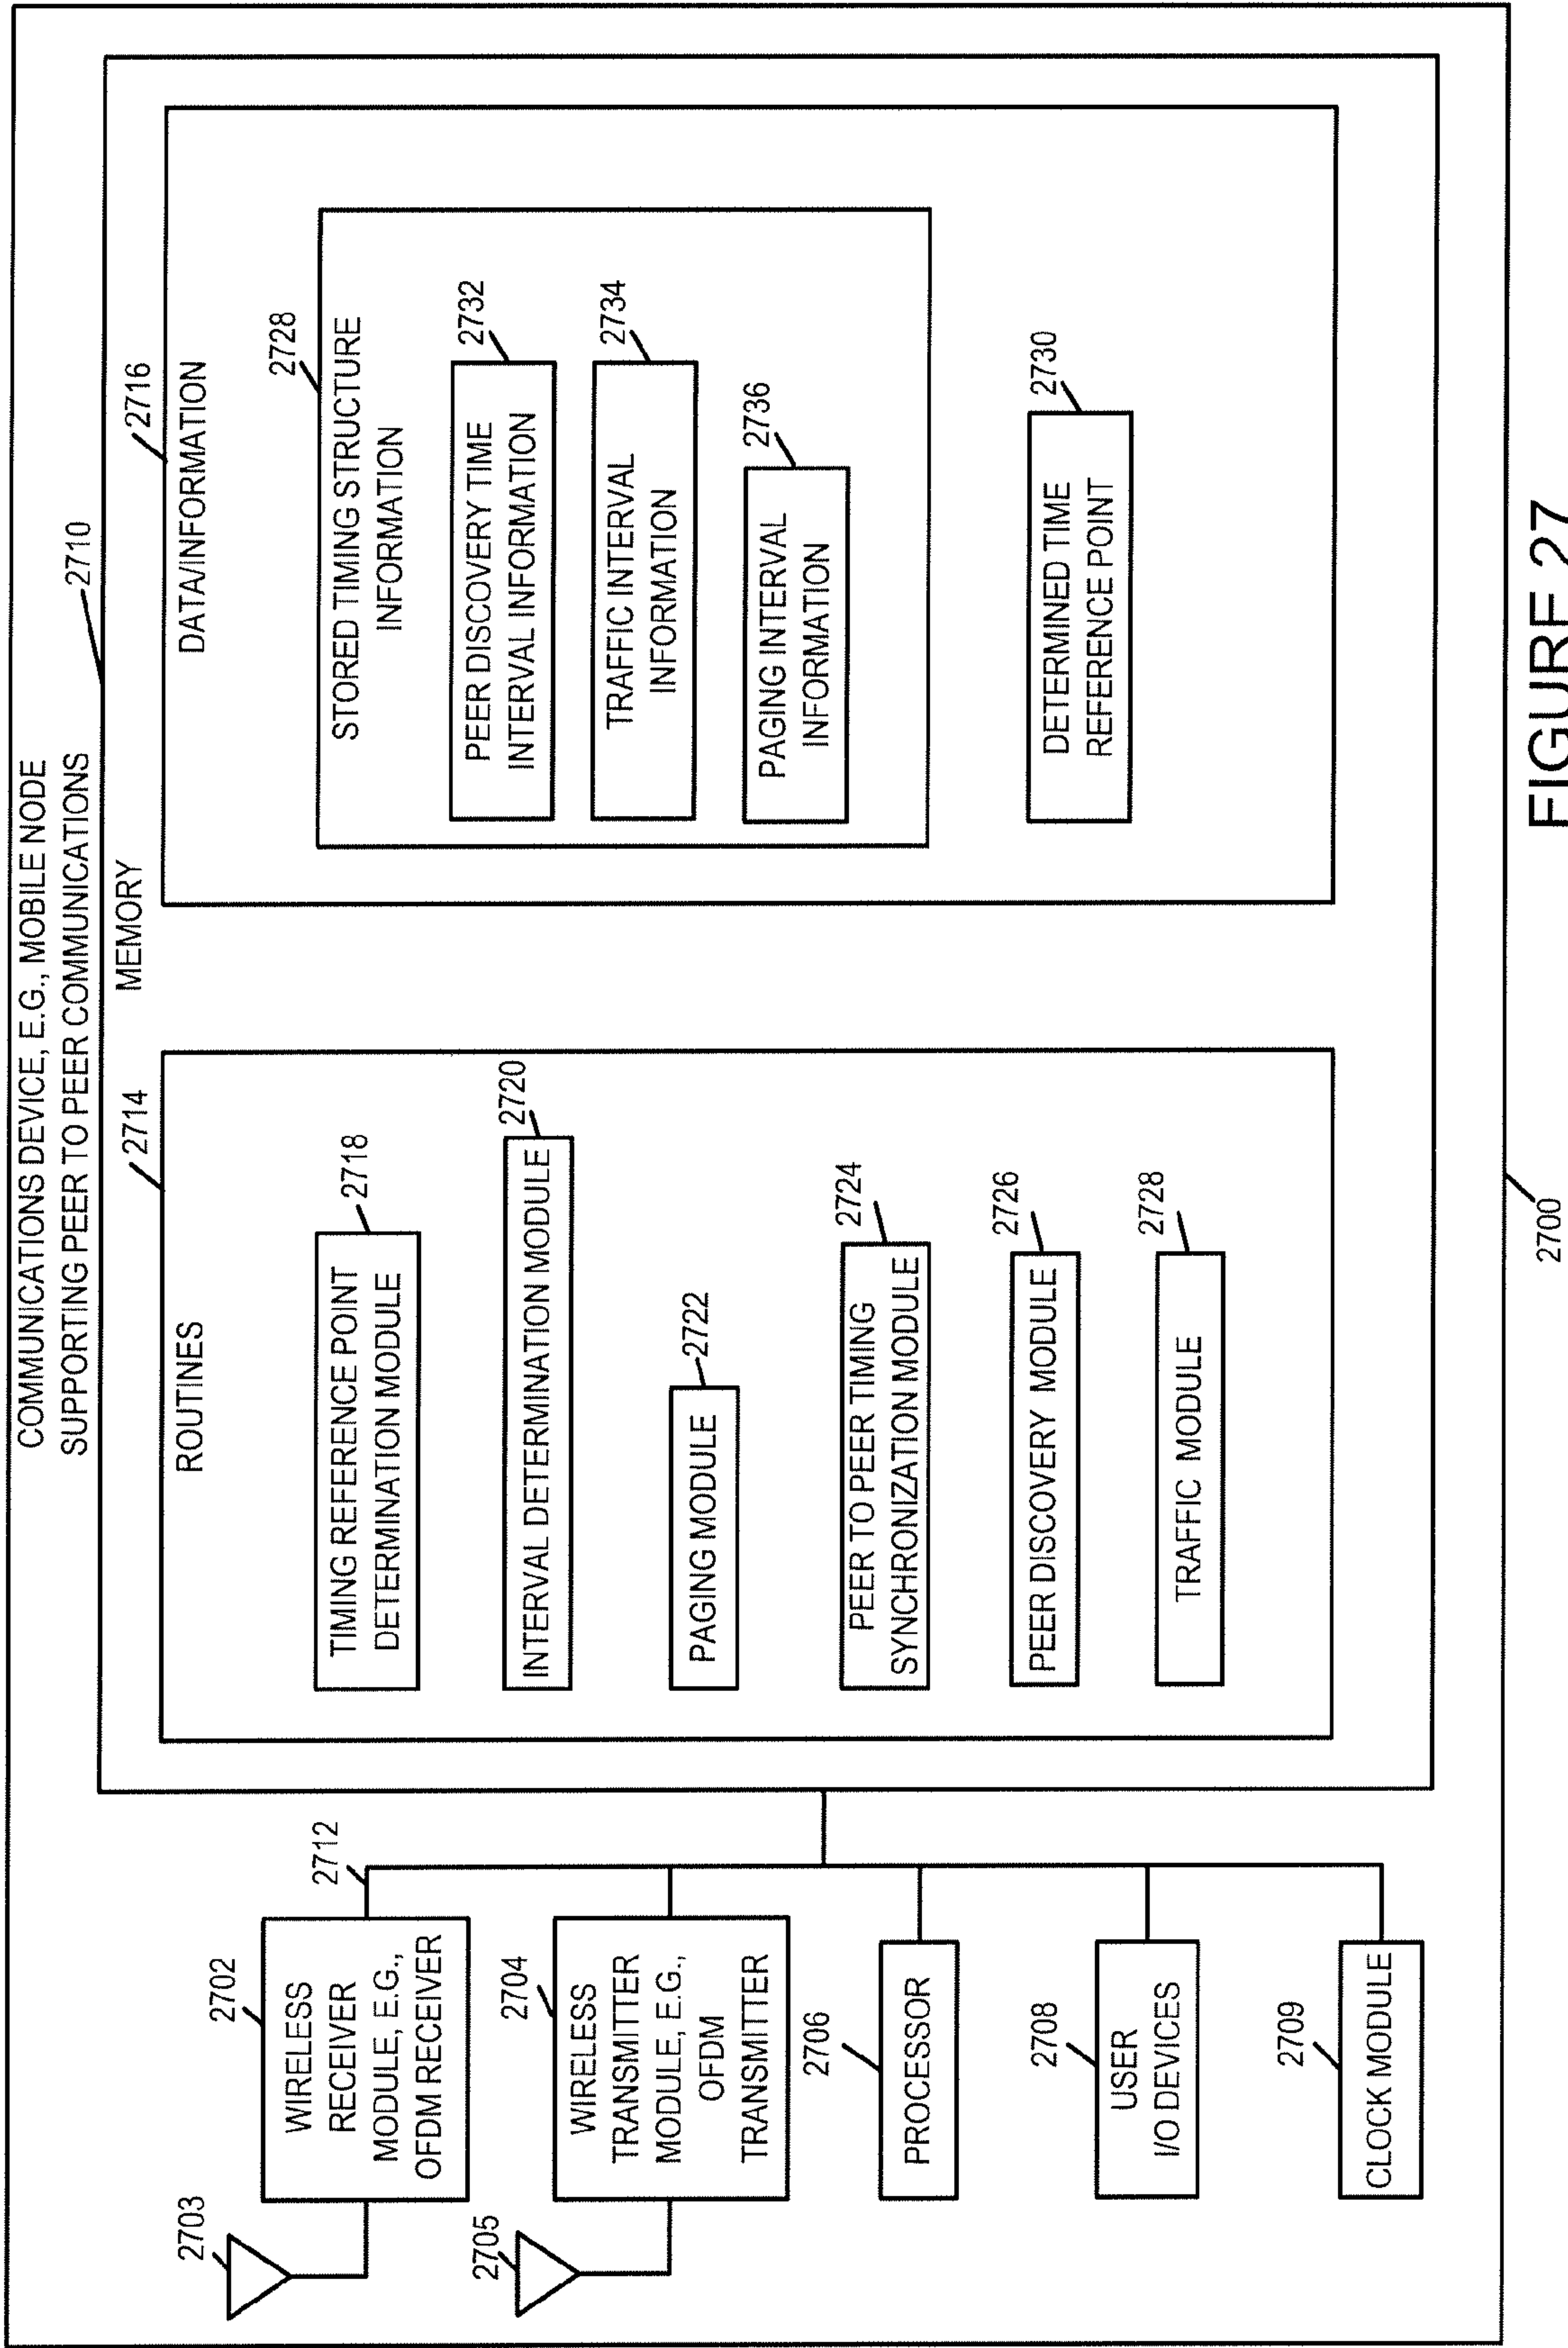 COMMUNICATIONS DEVICE, E.G., MOBILE NODE
SUPPORTING PEER TO PEER COMMUNICATIONS
2710
MEMORY
2703
2702
WIRELESS
RECEIVER
MODULE, E.G.,
OFDM RECEIVER
2712
2705
2704
WIRELESS
TRANSMITTER
MODULE, E.G.,
OFDM
TRANSMITTER
2706
PROCESSOR
2708
USER
I/O DEVICES
2709
CLOCK MODULE
2714
ROUTINES
2718
TIMING REFERENCE POINT
DETERMINATION MODULE
2720
INTERVAL DETERMINATION MODULE
2722
PAGING MODULE
2724
PEER TO PEER TIMING
SYNCHRONIZATION MODULE
2726
PEER DISCOVERY MODULE
2728
TRAFFIC MODULE
2716
DATA/INFORMATION
2728
STORED TIMING STRUCTURE
INFORMATION
2732
PEER DISCOVERY TIME
INTERVAL INFORMATION
2734
TRAFFIC INTERVAL
INFORMATION
2736
PAGING INTERVAL
INFORMATION
2730
DETERMINED TIME
REFERENCE POINT
2700
FIGURE 27